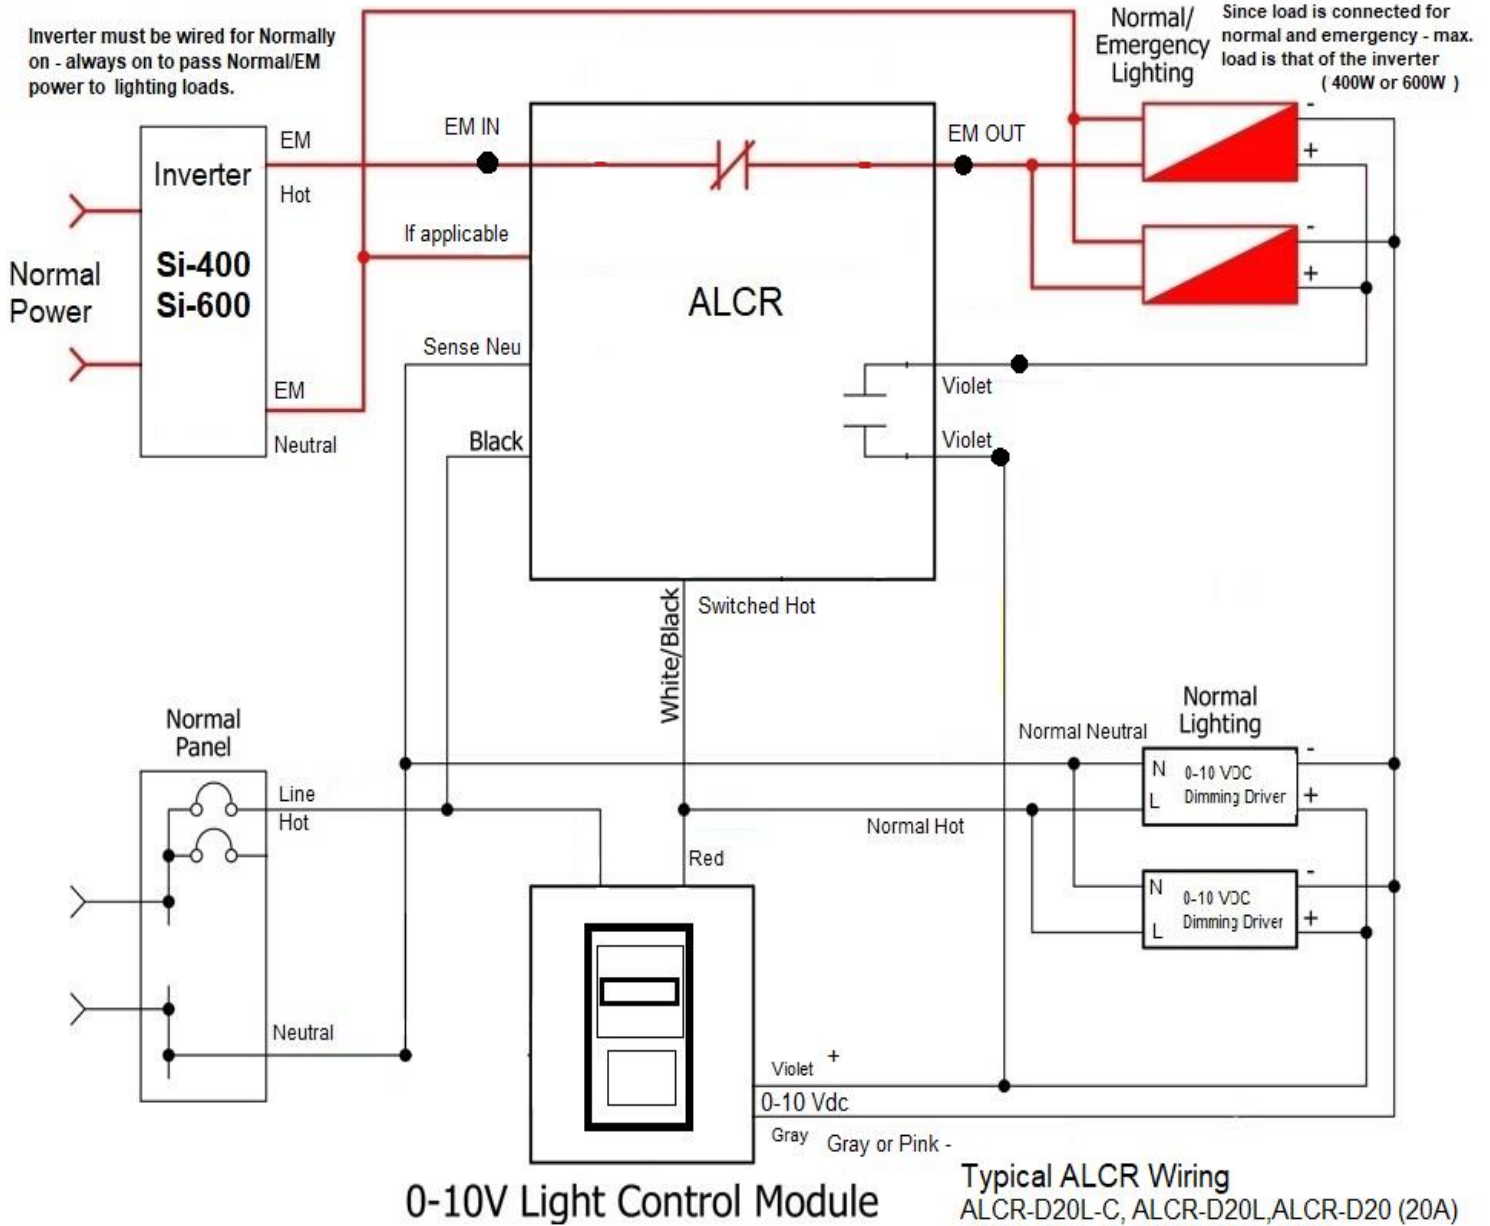 Inverter must be wired for Normally
on - always on to pass Normal/EM
power to lighting loads.
Normal/
Emergency
Lighting
Since load is connected for
normal and emergency - max.
load is that of the inverter
( 400W or 600W )
EM
Hot
EM IN
EM OUT
Inverter
Si-400
Si-600
Normal
Power
EM
Neutral
If applicable
ALCR
Sense Neu
Black
Violet
Violet
-
+
-
+
White/Black
Switched Hot
Normal
Panel
Line
Hot
Neutral
Normal
Lighting
Normal Neutral
Normal Hot
Red
N
L
0-10 VDC
Dimming Driver
-
+
N
L
0-10 VDC
Dimming Driver
-
+
Violet +
0-10 Vdc
Gray Gray or Pink -
0-10V Light Control Module
Typical ALCR Wiring
ALCR-D20L-C, ALCR-D20L,ALCR-D20 (20A)